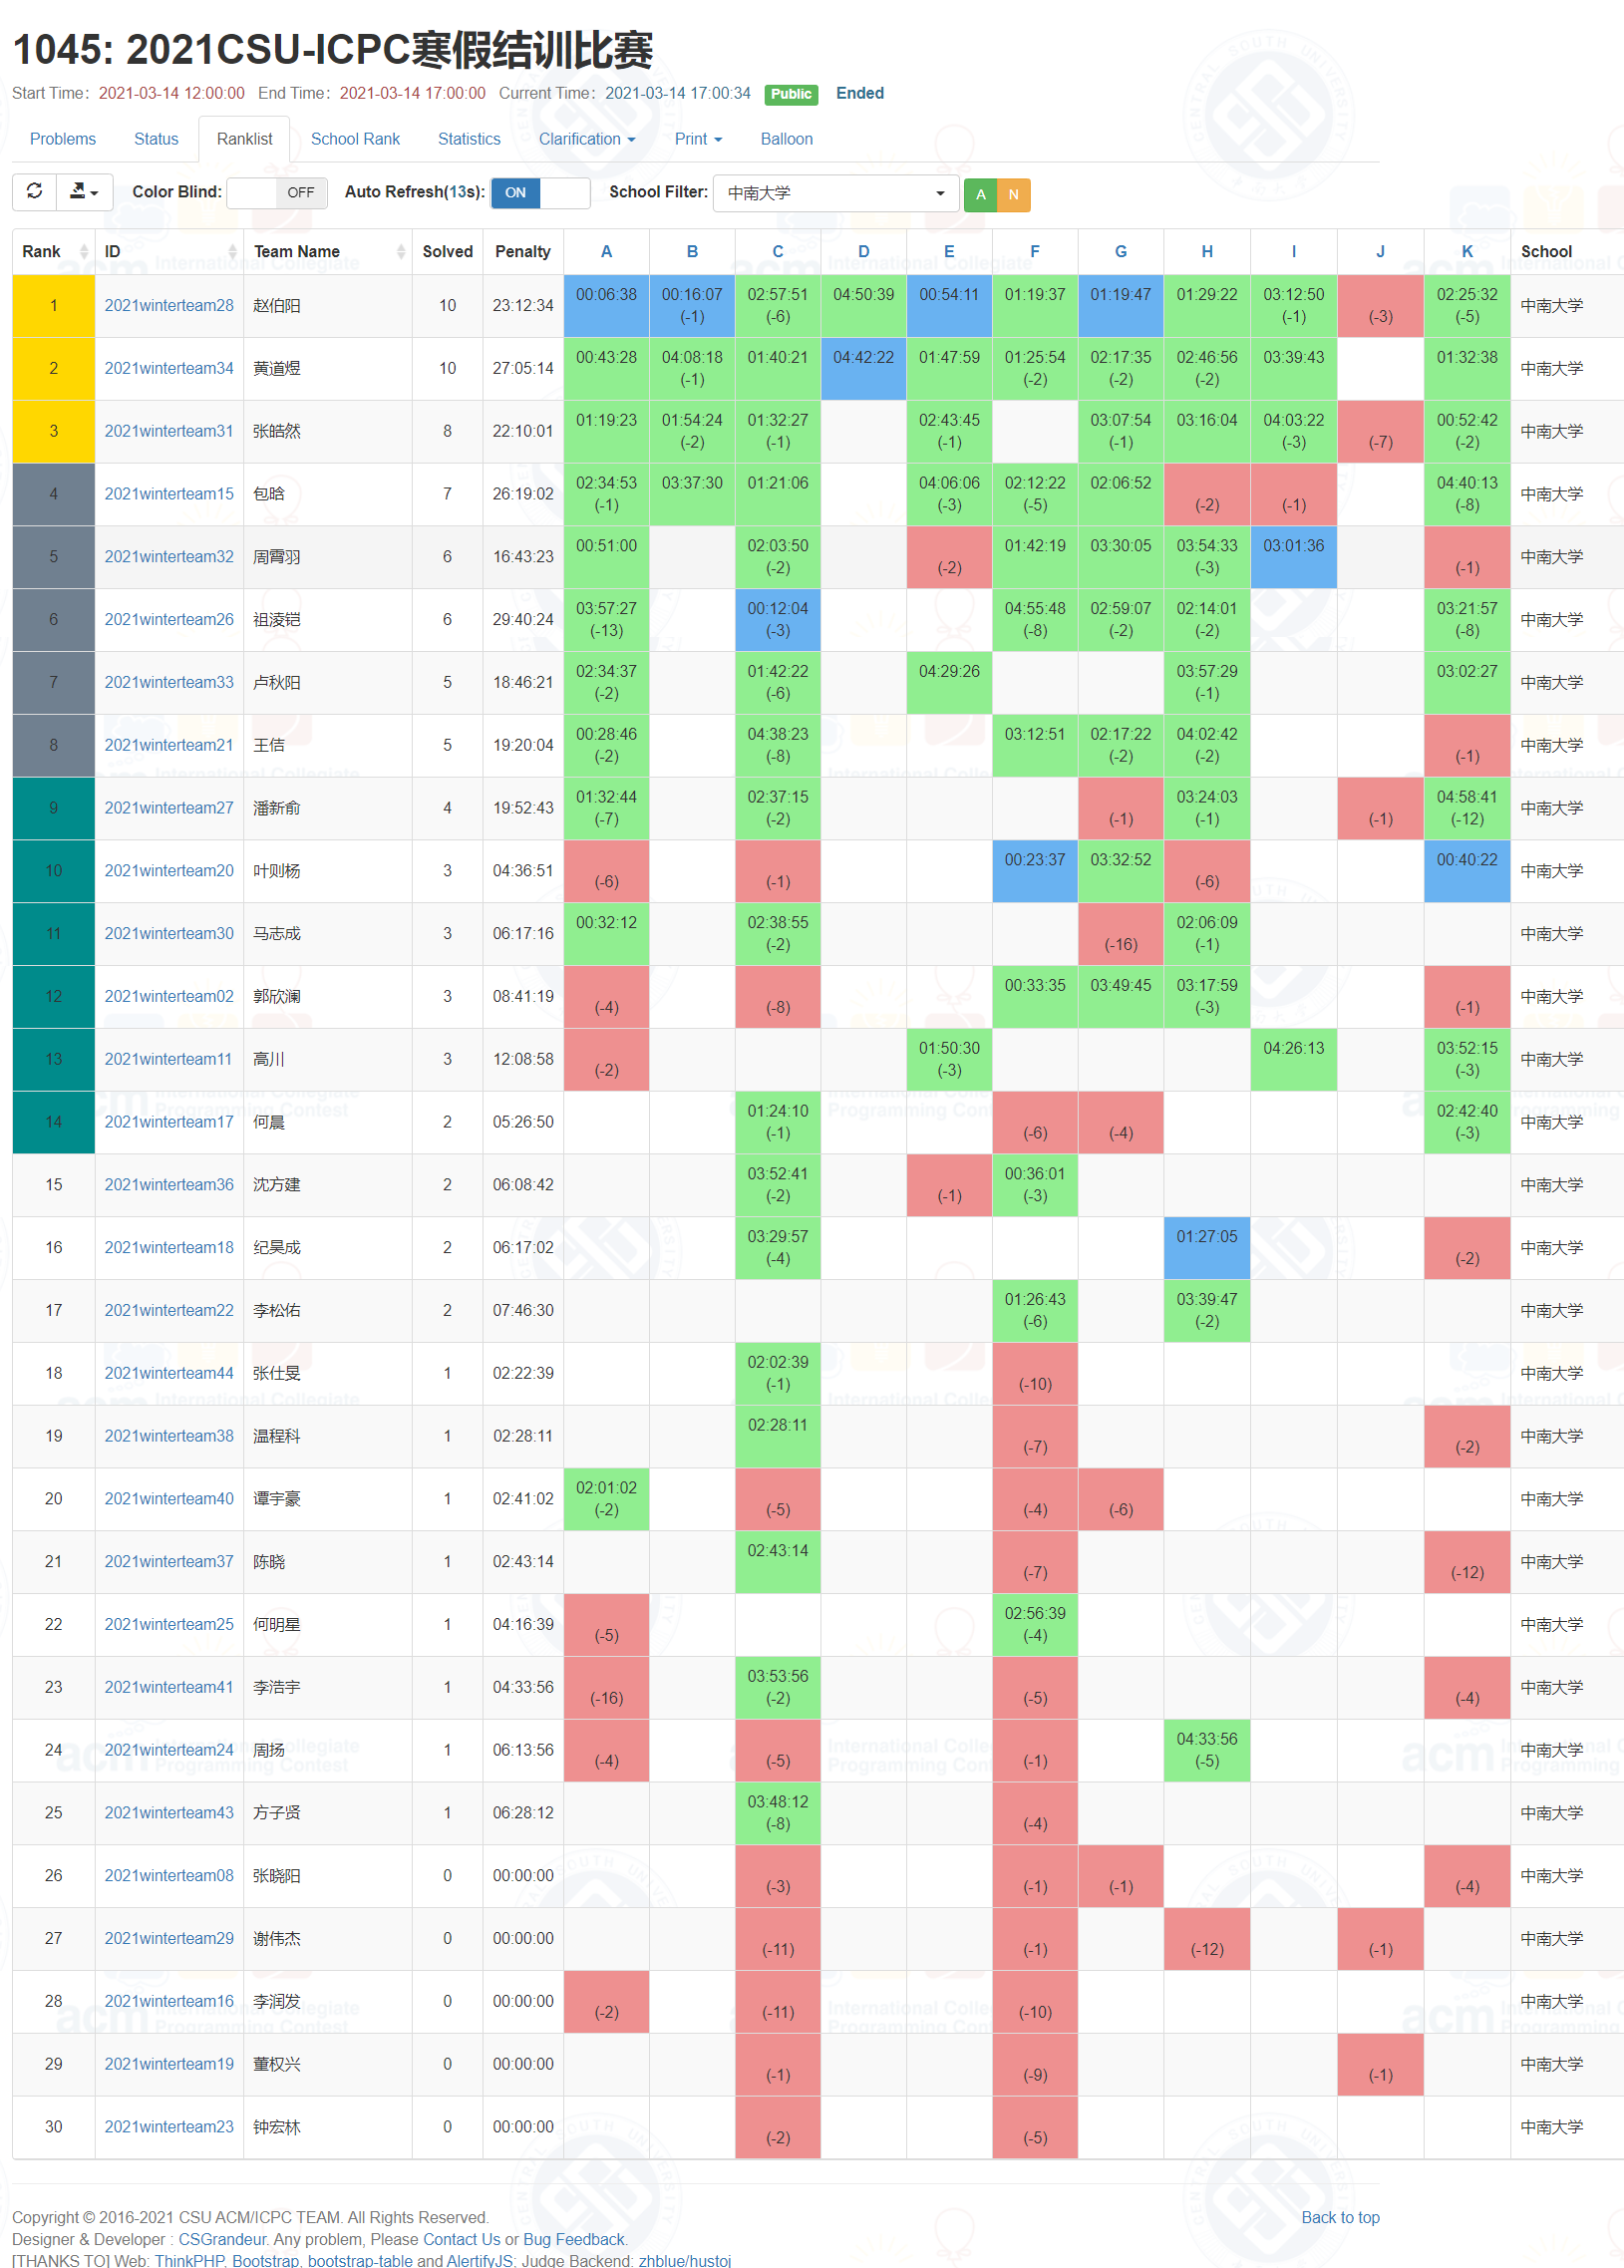 1045: 2021CSU-ICPC寒假结训比赛
Start Time： 2021-03-14 12:00:00 End Time： 2021-03-14 17:00:00 Current Time： 2021-03-14 17:00:34 Public Ended
Problems Status Ranklist School Rank Statistics Clarification Print Balloon
Color Blind: OFF Auto Refresh(13s): ON School Filter: 中南大学 A N
Rank ID Team Name Solved Penalty A B C D E F G H I J K School
1 2021winterteam28 赵伯阳 10 23:12:34 00:06:38 00:16:07 (-1) 02:57:51 (-6) 04:50:39 00:54:11 01:19:37 01:19:47 01:29:22 03:12:50 (-1) (-3) 02:25:32 (-5) 中南大学
2 2021winterteam34 黄道煜 10 27:05:14 00:43:28 04:08:18 (-1) 01:40:21 04:42:22 01:47:59 01:25:54 (-2) 02:17:35 (-2) 02:46:56 (-2) 03:39:43 01:32:38 中南大学
3 2021winterteam31 张皓然 8 22:10:01 01:19:23 01:54:24 (-2) 01:32:27 (-1) 02:43:45 (-1) 03:07:54 (-1) 03:16:04 04:03:22 (-3) (-7) 00:52:42 (-2) 中南大学
4 2021winterteam15 包晗 7 26:19:02 02:34:53 (-1) 03:37:30 01:21:06 04:06:06 (-3) 02:12:22 (-5) 02:06:52 (-2) (-1) 04:40:13 (-8) 中南大学
5 2021winterteam32 周霄羽 6 16:43:23 00:51:00 02:03:50 (-2) (-2) 01:42:19 03:30:05 03:54:33 (-3) 03:01:36 (-1) 中南大学
6 2021winterteam26 祖淩铠 6 29:40:24 03:57:27 (-13) 00:12:04 (-3) 04:55:48 (-8) 02:59:07 (-2) 02:14:01 (-2) 03:21:57 (-8) 中南大学
7 2021winterteam33 卢秋阳 5 18:46:21 02:34:37 (-2) 01:42:22 (-6) 04:29:26 03:57:29 (-1) 03:02:27 中南大学
8 2021winterteam21 王佶 5 19:20:04 00:28:46 (-2) 04:38:23 (-8) 03:12:51 02:17:22 (-2) 04:02:42 (-2) (-1) 中南大学
9 2021winterteam27 潘新俞 4 19:52:43 01:32:44 (-7) 02:37:15 (-2) (-1) 03:24:03 (-1) (-1) 04:58:41 (-12) 中南大学
10 2021winterteam20 叶则杨 3 04:36:51 (-6) (-1) 00:23:37 03:32:52 (-6) 00:40:22 中南大学
11 2021winterteam30 马志成 3 06:17:16 00:32:12 02:38:55 (-2) (-16) 02:06:09 (-1) 中南大学
12 2021winterteam02 郭欣澜 3 08:41:19 (-4) (-8) 00:33:35 03:49:45 03:17:59 (-3) (-1) 中南大学
13 2021winterteam11 高川 3 12:08:58 (-2) 01:50:30 (-3) 04:26:13 03:52:15 (-3) 中南大学
14 2021winterteam17 何晨 2 05:26:50 01:24:10 (-1) (-6) (-4) 02:42:40 (-3) 中南大学
15 2021winterteam36 沈方建 2 06:08:42 03:52:41 (-2) (-1) 00:36:01 (-3) 中南大学
16 2021winterteam18 纪昊成 2 06:17:02 03:29:57 (-4) 01:27:05 (-2) 中南大学
17 2021winterteam22 李松佑 2 07:46:30 01:26:43 (-6) 03:39:47 (-2) 中南大学
18 2021winterteam44 张仕旻 1 02:22:39 02:02:39 (-1) (-10) 中南大学
19 2021winterteam38 温程科 1 02:28:11 02:28:11 (-7) (-2) 中南大学
20 2021winterteam40 谭宇豪 1 02:41:02 02:01:02 (-2) (-5) (-4) (-6) 中南大学
21 2021winterteam37 陈晓 1 02:43:14 02:43:14 (-7) (-12) 中南大学
22 2021winterteam25 何明星 1 04:16:39 (-5) 02:56:39 (-4) 中南大学
23 2021winterteam41 李浩宇 1 04:33:56 (-16) 03:53:56 (-2) (-5) (-4) 中南大学
24 2021winterteam24 周扬 1 06:13:56 (-4) (-5) (-1) 04:33:56 (-5) 中南大学
25 2021winterteam43 方子贤 1 06:28:12 03:48:12 (-8) (-4) 中南大学
26 2021winterteam08 张晓阳 0 00:00:00 (-3) (-1) (-1) (-4) 中南大学
27 2021winterteam29 谢伟杰 0 00:00:00 (-11) (-1) (-12) (-1) 中南大学
28 2021winterteam16 李润发 0 00:00:00 (-2) (-11) (-10) 中南大学
29 2021winterteam19 董权兴 0 00:00:00 (-1) (-9) (-1) 中南大学
30 2021winterteam23 钟宏林 0 00:00:00 (-2) (-5) 中南大学
Copyright © 2016-2021 CSU ACM/ICPC TEAM. All Rights Reserved. Back to top
Designer & Developer : CSGrandeur. Any problem, Please Contact Us or Bug Feedback.
[THANKS TO] Web: ThinkPHP, Bootstrap, bootstrap-table and AlertifyJS; Judge Backend: zhblue/hustoj